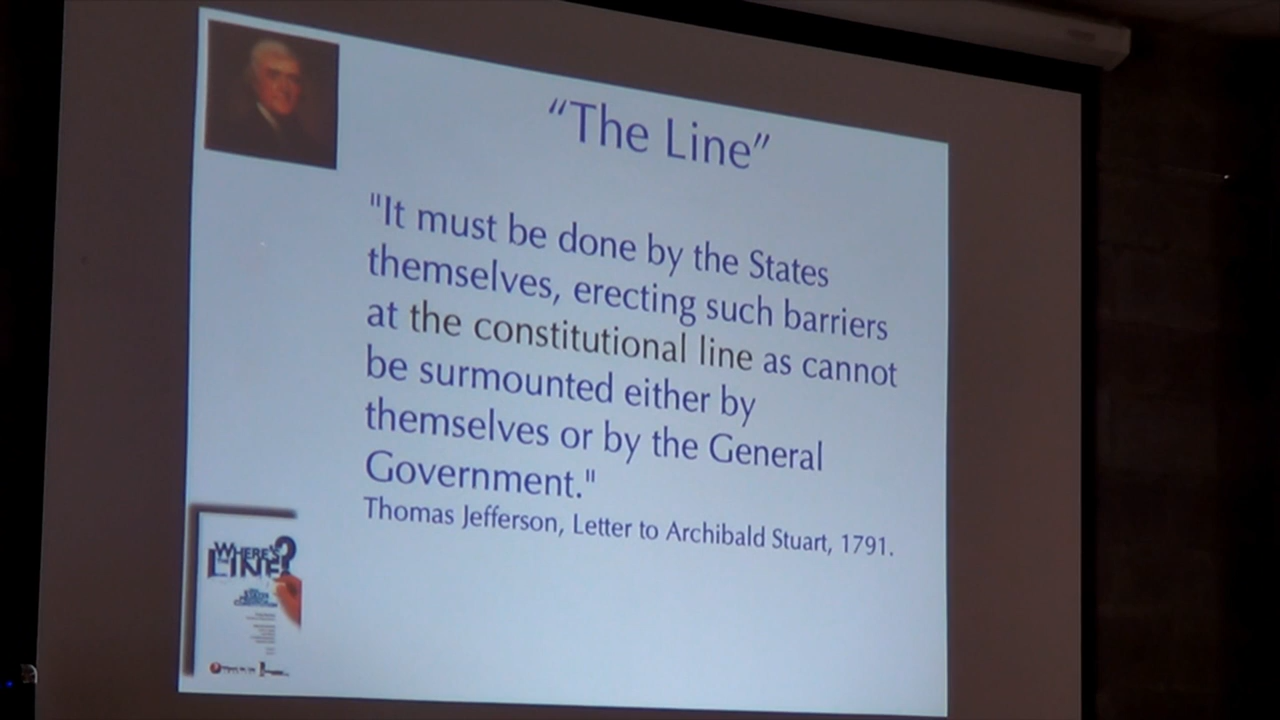 “The Line”
"It must be done by the States
themselves, erecting such barriers
at the constitutional line as cannot
be surmounted either by
themselves or by the General
Government."
Thomas Jefferson, Letter to Archibald Stuart, 1791.
WHERE'S
LINE?